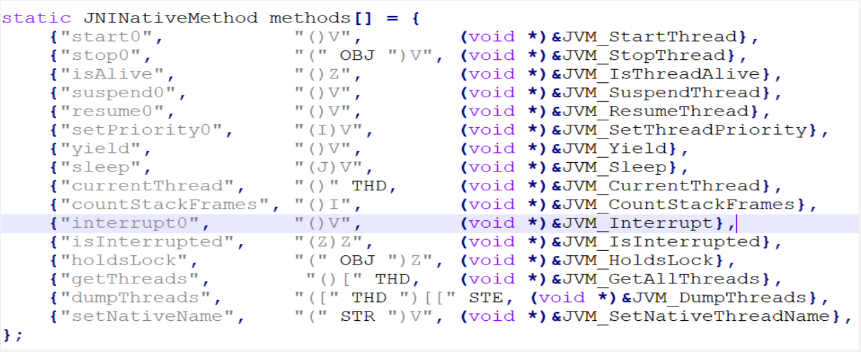 static JNINativeMethod methods[] = {
    {"start0",           "()V",        (void *)&JVM_StartThread},
    {"stop0",            "(" OBJ ")V", (void *)&JVM_StopThread},
    {"isAlive",          "()Z",        (void *)&JVM_IsThreadAlive},
    {"suspend0",         "()V",        (void *)&JVM_SuspendThread},
    {"resume0",          "()V",        (void *)&JVM_ResumeThread},
    {"setPriority0",     "(I)V",       (void *)&JVM_SetThreadPriority},
    {"yield",            "()V",        (void *)&JVM_Yield},
    {"sleep",            "(J)V",       (void *)&JVM_Sleep},
    {"currentThread",    "()" THD,     (void *)&JVM_CurrentThread},
    {"countStackFrames", "()I",        (void *)&JVM_CountStackFrames},
    {"interrupt0",       "()V",        (void *)&JVM_Interrupt},
    {"isInterrupted",    "(Z)Z",       (void *)&JVM_IsInterrupted},
    {"holdsLock",        "(" OBJ ")Z", (void *)&JVM_HoldsLock},
    {"getThreads",        "()[" THD,   (void *)&JVM_GetAllThreads},
    {"dumpThreads",      "([" THD ")[[" STE, (void *)&JVM_DumpThreads},
    {"setNativeName",    "(" STR ")V", (void *)&JVM_SetNativeThreadName},
};